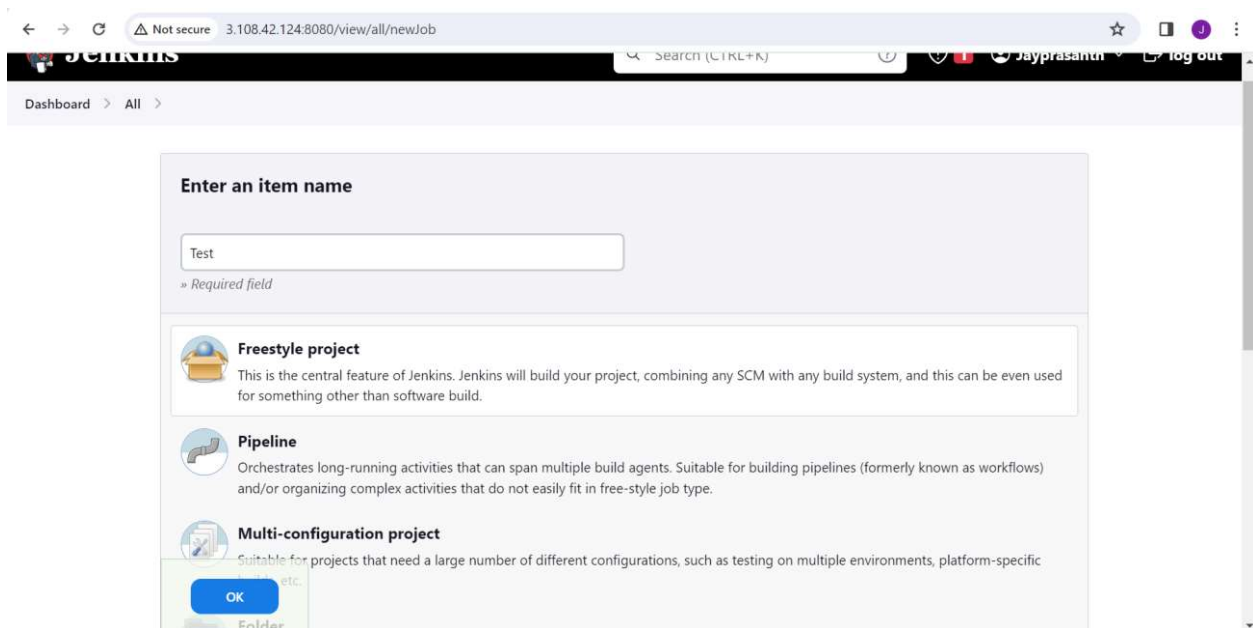 Not secure 3.108.42.124:8080/view/all/newJob
J
Jenkins
Search (CTRL+K) ? 1 Jayprasanth log out
Dashboard > All >
Enter an item name
Test
» Required field
Freestyle project
This is the central feature of Jenkins. Jenkins will build your project, combining any SCM with any build system, and this can be even used
for something other than software build.
Pipeline
Orchestrates long-running activities that can span multiple build agents. Suitable for building pipelines (formerly known as workflows)
and/or organizing complex activities that do not easily fit in free-style job type.
Multi-configuration project
Suitable for projects that need a large number of different configurations, such as testing on multiple environments, platform-specific
builds, etc.
OK
Folder